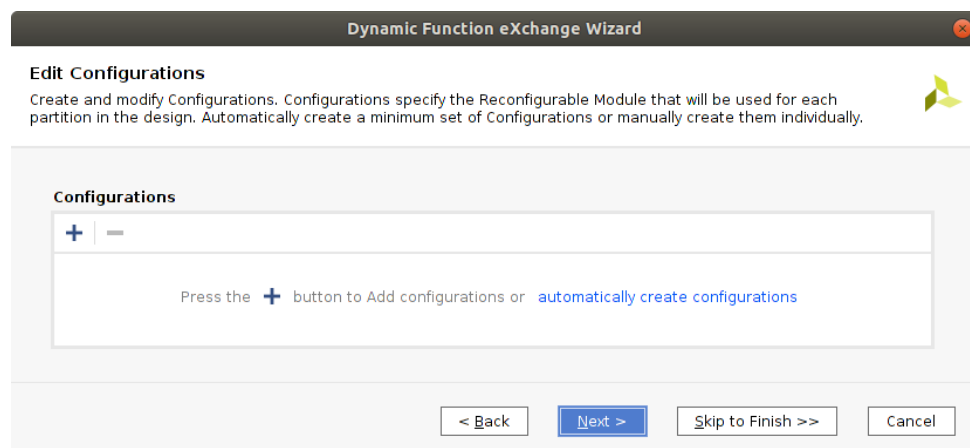 Dynamic Function eXchange Wizard
Edit Configurations
Create and modify Configurations. Configurations specify the Reconfigurable Module that will be used for each
partition in the design. Automatically create a minimum set of Configurations or manually create them individually.
Configurations
Press the + button to Add configurations or automatically create configurations
< Back Next > Skip to Finish >> Cancel